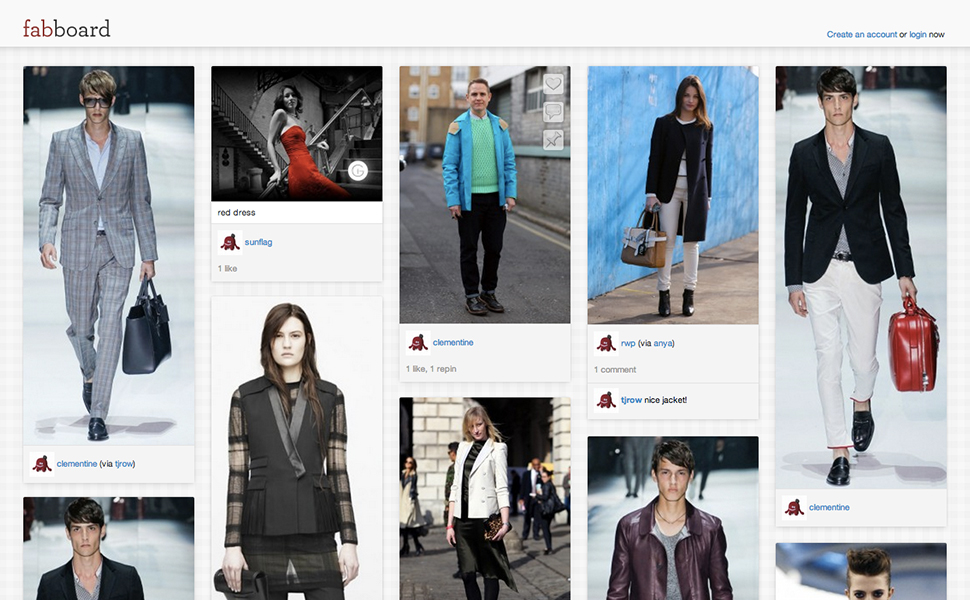 fabboard
Create an account or login now
clementine (via tjrow)
red dress
sunflag
1 like
clementine
1 like, 1 repin
rwp (via anya)
1 comment
tjrow nice jacket!
clementine